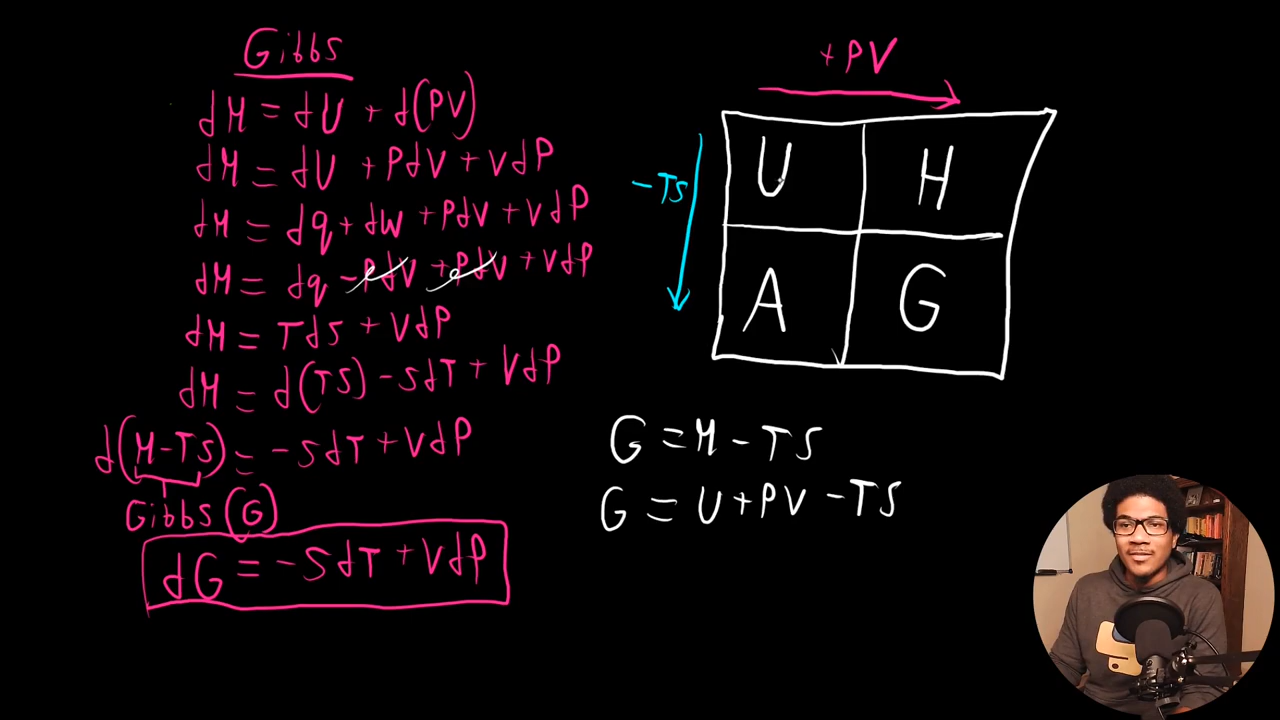 Gibbs
dH = dU + d(PV)
dH = dU + PdV + VdP
dH = dq + dw + PdV + VdP
dH = dq - PdV + PdV + VdP
dH = TdS + VdP
dH = d(TS) - SdT + VdP
d(H-TS) = -SdT + VdP
Gibbs (G)
dG = -SdT + VdP
+PV
-TS
U H
A G
G = H - TS
G = U + PV - TS